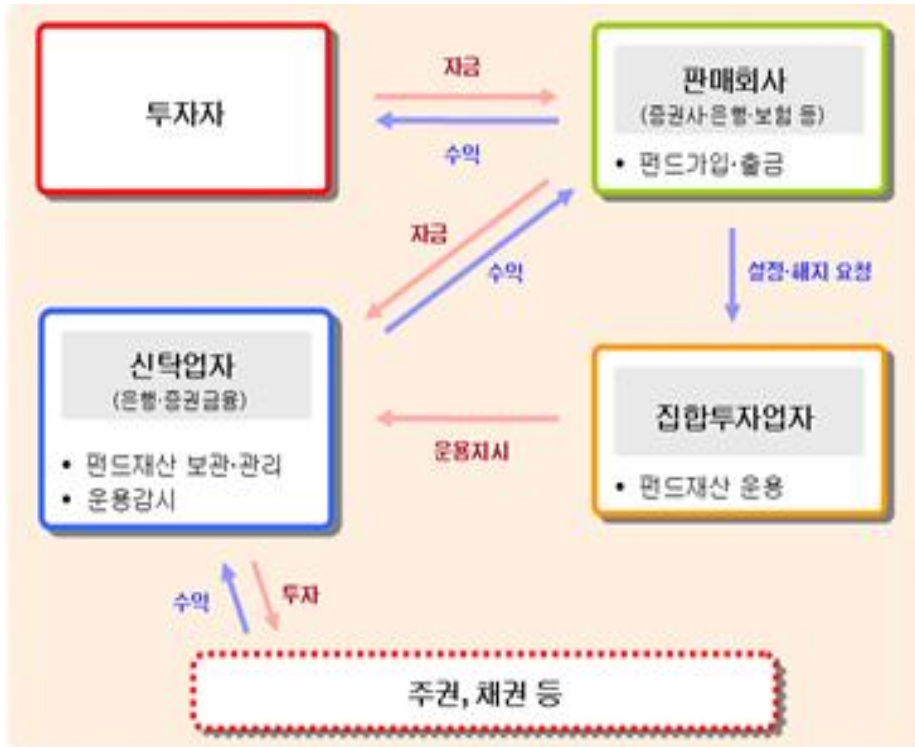 투자자
자금
수익
판매회사
(증권사·은행·보험 등)
• 펀드가입·출금
자금
수익
설정·해지 요청
신탁업자
(은행·증권금융)
• 펀드재산 보관·관리
• 운용감시
운용지시
집합투자업자
• 펀드재산 운용
수익
투자
주권, 채권 등